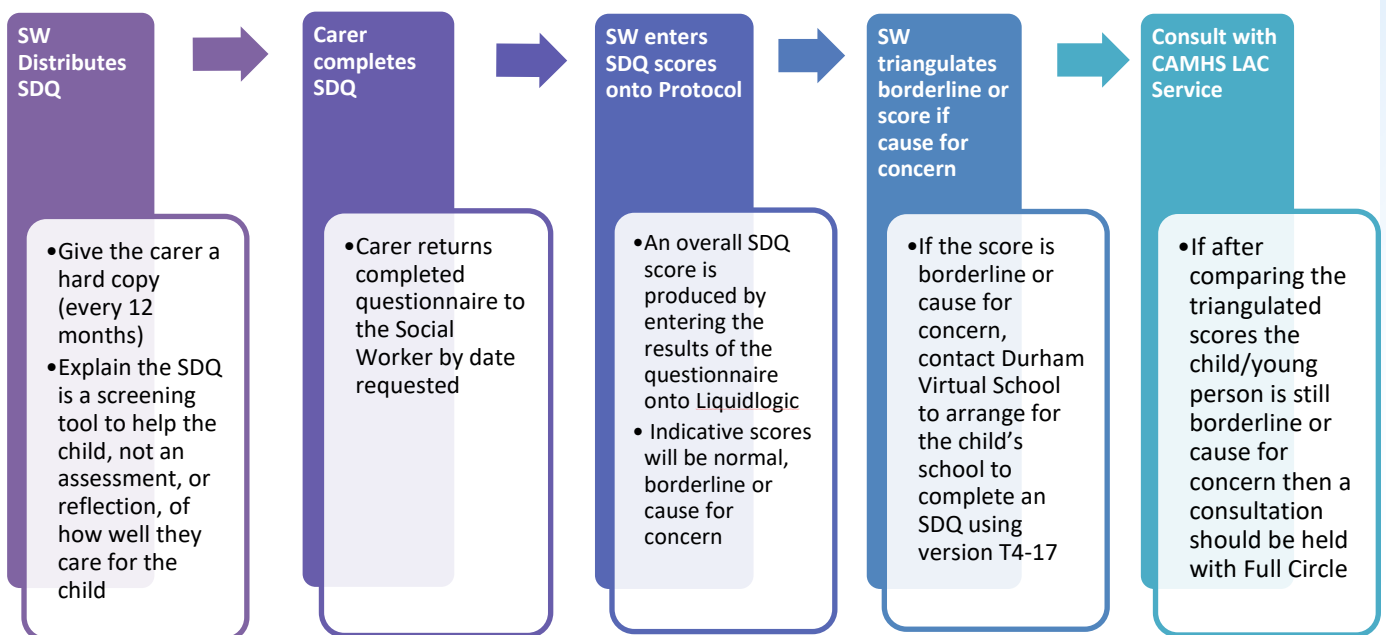 SW
Distributes
SDQ
•Give the carer a
hard copy
(every 12
months)
•Explain the SDQ
is a screening
tool to help the
child, not an
assessment, or
reflection, of
how well they
care for the
child
Carer
completes
SDQ
•Carer returns
completed
questionnaire to
the Social
Worker by date
requested
SW enters
SDQ scores
onto Protocol
•An overall SDQ
score is
produced by
entering the
results of the
questionnaire
onto Liquidlogic
• Indicative scores
will be normal,
borderline or
cause for
concern
SW
triangulates
borderline or
score if
cause for
concern
•If the score is
borderline or
cause for
concern,
contact Durham
Virtual School
to arrange for
the child’s
school to
complete an
SDQ using
version T4-17
Consult with
CAMHS LAC
Service
•If after
comparing the
triangulated
scores the
child/young
person is still
borderline or
cause for
concern then a
consultation
should be held
with Full Circle